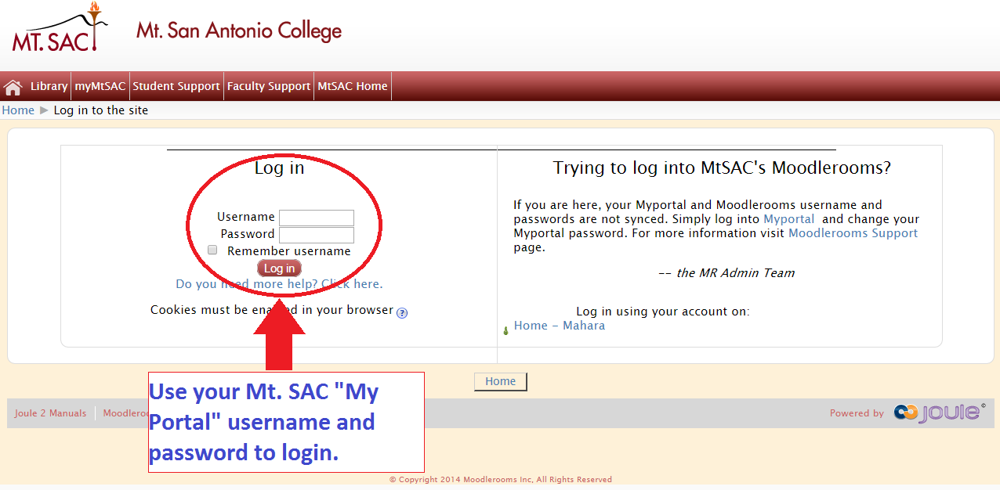 MT. SAC
Mt. San Antonio College
Library myMtSAC Student Support Faculty Support MtSAC Home
Home Log in to the site
Log in
Username
Password
Remember username
Log in
Do you need more help? Click here.
Cookies must be enabled in your browser ?
Trying to log into MtSAC's Moodlerooms?
If you are here, your Myportal and Moodlerooms username and
passwords are not synced. Simply log into Myportal and change your
Myportal password. For more information visit Moodlerooms Support
page.
-- the MR Admin Team
Log in using your account on:
Home - Mahara
Use your Mt. SAC "My
Portal" username and
password to login.
Home
Joule 2 Manuals
Powered by joule ©
© Copyright 2014 Moodlerooms Inc, All Rights Reserved